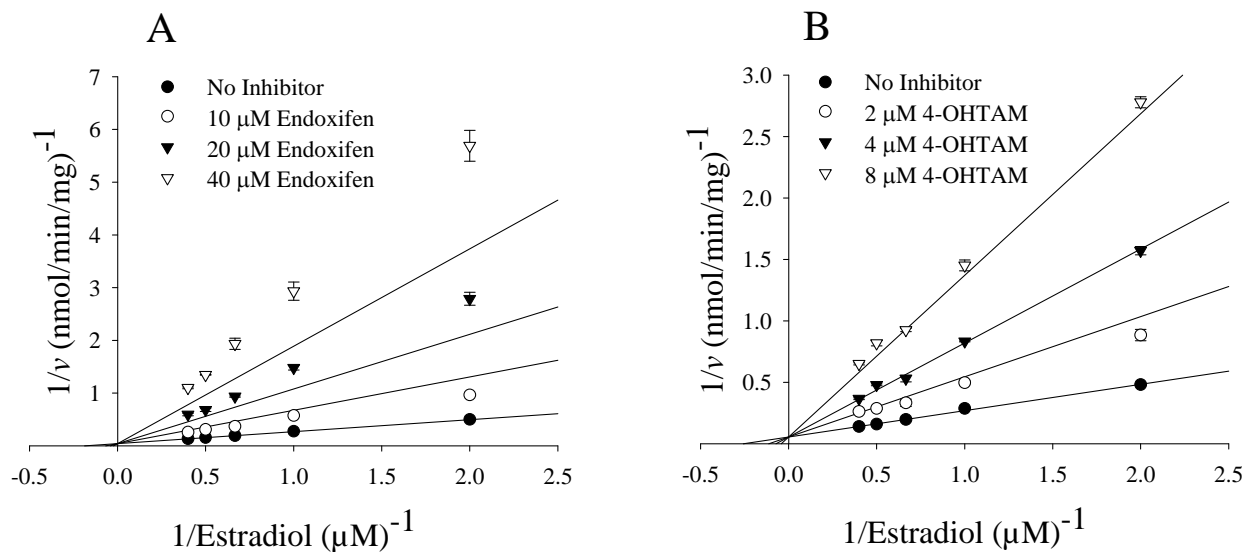 A
1/v (nmol/min/mg)-1
7
6
5
4
3
2
1
No Inhibitor
10 µM Endoxifen
20 µM Endoxifen
40 µM Endoxifen
-0.5 0.0 0.5 1.0 1.5 2.0 2.5
1/Estradiol (µM)-1
B
1/v (nmol/min/mg)-1
3.0
2.5
2.0
1.5
1.0
0.5
No Inhibitor
2 µM 4-OHTAM
4 µM 4-OHTAM
8 µM 4-OHTAM
-0.5 0.0 0.5 1.0 1.5 2.0 2.5
1/Estradiol (µM)-1